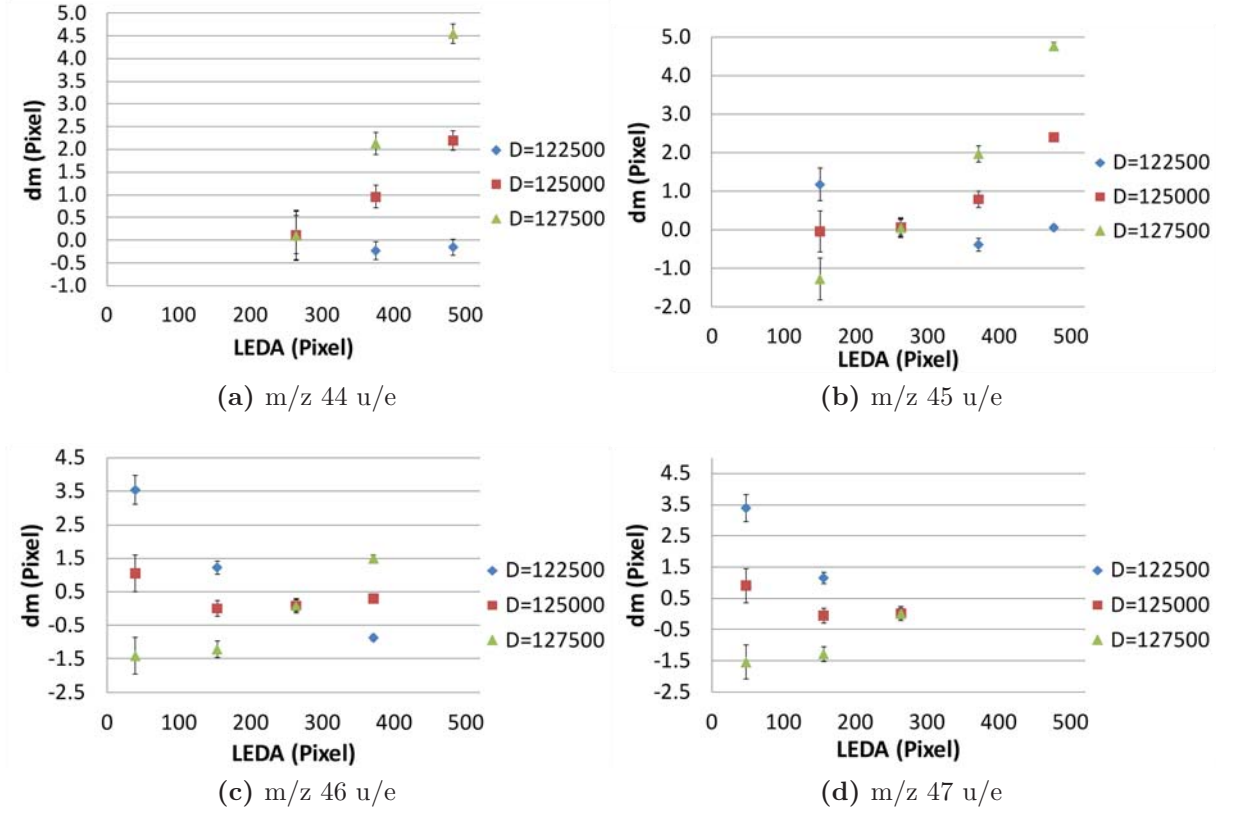 5.0
4.5
4.0
3.5
3.0
2.5
2.0
1.5
1.0
0.5
0.0
-0.5
-1.0
dm (Pixel)
0 100 200 300 400 500
LEDA (Pixel)
D=122500
D=125000
D=127500
(a) m/z 44 u/e
5.0
4.0
3.0
2.0
1.0
0.0
-1.0
-2.0
dm (Pixel)
0 100 200 300 400 500
LEDA (Pixel)
D=122500
D=125000
D=127500
(b) m/z 45 u/e
4.5
3.5
2.5
1.5
0.5
-0.5
-1.5
-2.5
dm (Pixel)
0 100 200 300 400 500
LEDA (Pixel)
D=122500
D=125000
D=127500
(c) m/z 46 u/e
4.5
3.5
2.5
1.5
0.5
-0.5
-1.5
-2.5
dm (Pixel)
0 100 200 300 400 500
LEDA (Pixel)
D=122500
D=125000
D=127500
(d) m/z 47 u/e